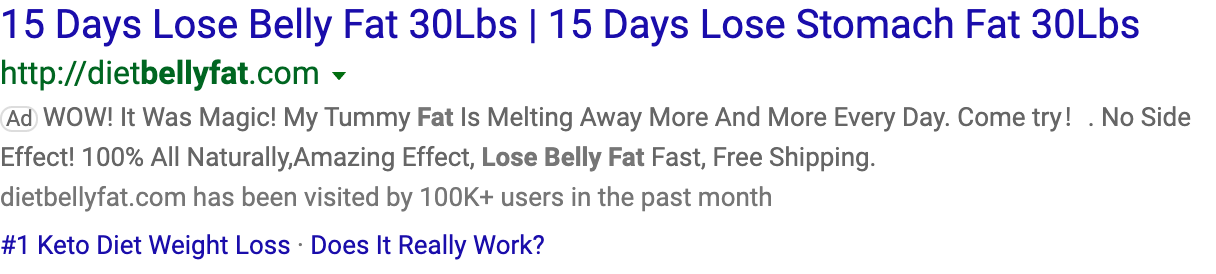 15 Days Lose Belly Fat 30Lbs | 15 Days Lose Stomach Fat 30Lbs
http://dietbellyfat.com
Ad WOW! It Was Magic! My Tummy Fat Is Melting Away More And More Every Day. Come try！ . No Side
Effect! 100% All Naturally,Amazing Effect, Lose Belly Fat Fast, Free Shipping.
dietbellyfat.com has been visited by 100K+ users in the past month
#1 Keto Diet Weight Loss · Does It Really Work?